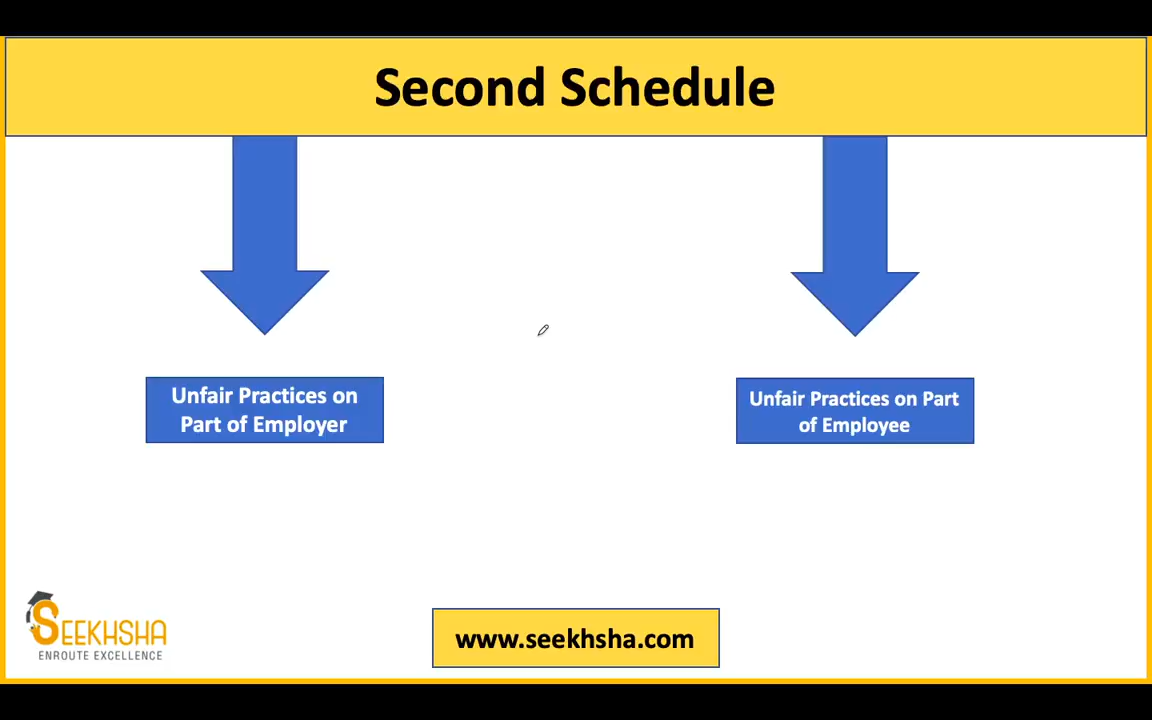 Second Schedule
Unfair Practices on
Part of Employer
Unfair Practices on Part
of Employee
SEEKHSHA
ENROUTE EXCELLENCE
www.seekhsha.com